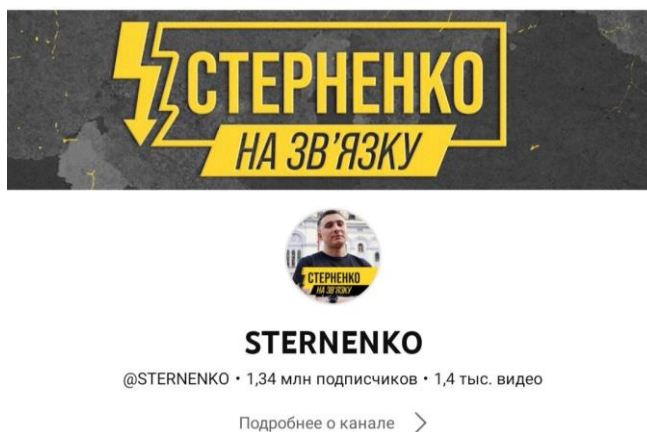 СТЕРНЕНКО
НА ЗВ'ЯЗКУ
СТЕРНЕНКО
НА ЗВ'ЯЗКУ
STERNENKO
@STERNENKO • 1,34 млн подписчиков • 1,4 тыс. видео
Подробнее о канале